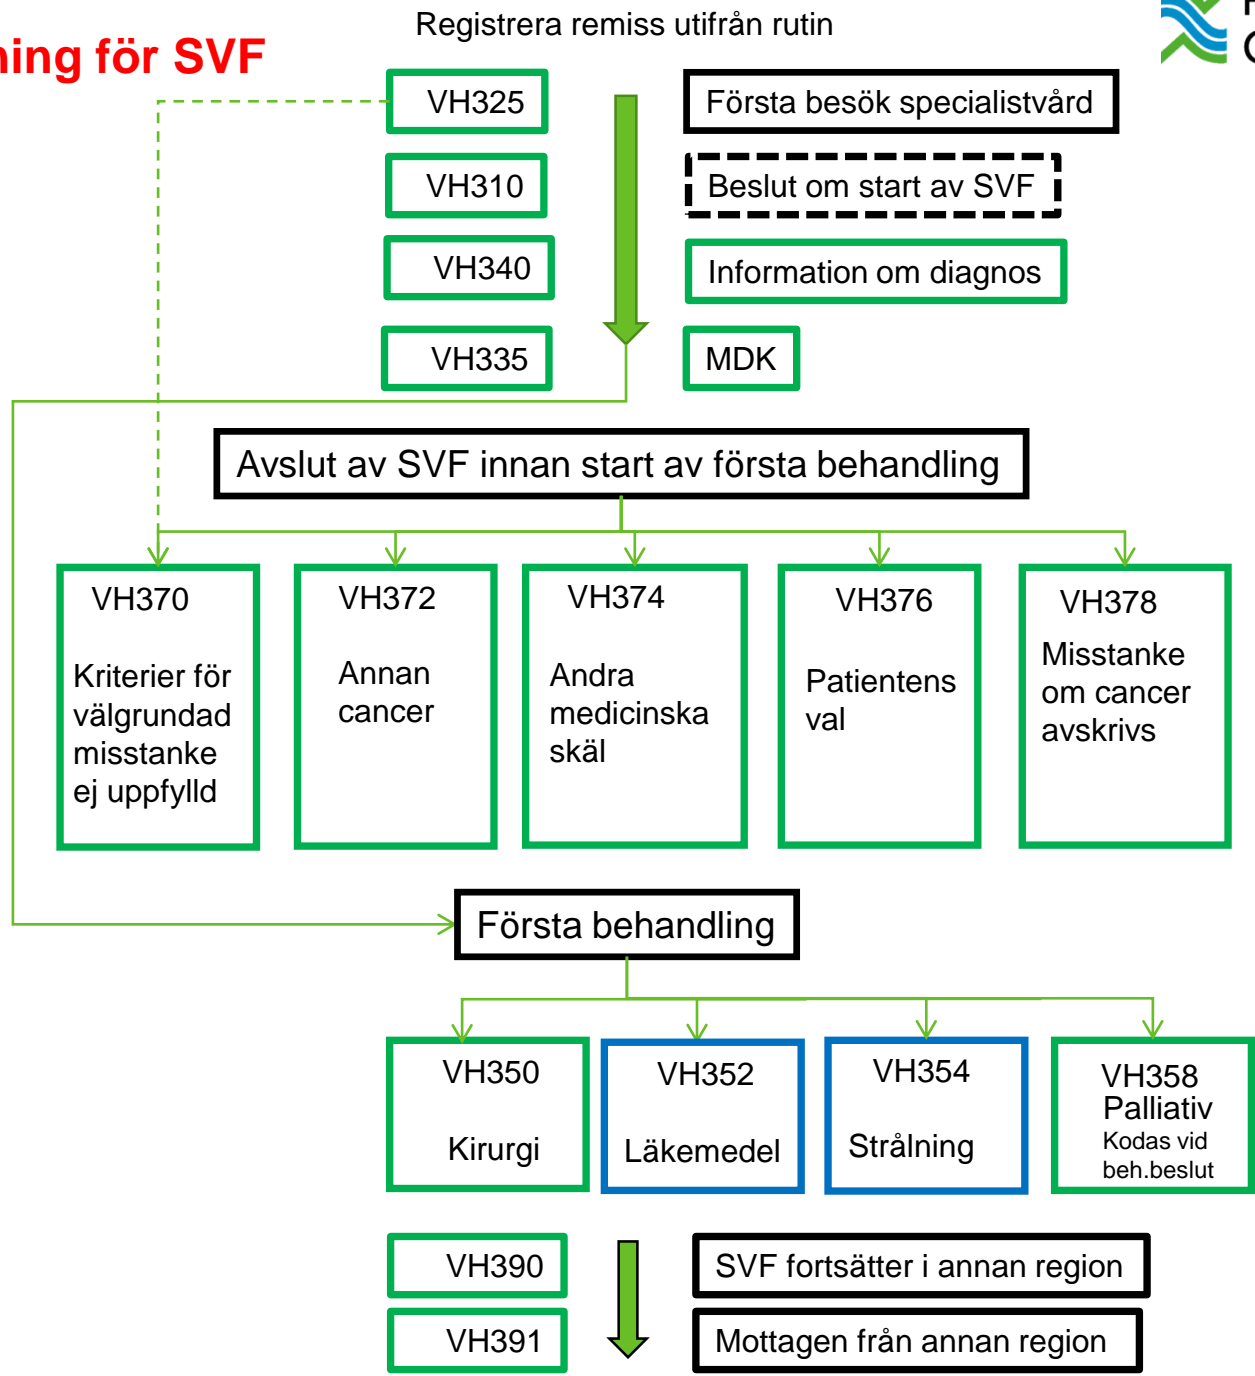 Registrera remiss utifrån rutin
ning för SVF
VH325
Första besök specialistvård
VH310
Beslut om start av SVF
VH340
Information om diagnos
VH335
MDK
Avslut av SVF innan start av första behandling
VH370
Kriterier för
välgrundad
misstanke
ej uppfylld
VH372
Annan
cancer
VH374
Andra
medicinska
skäl
VH376
Patientens
val
VH378
Misstanke
om cancer
avskrivs
Första behandling
VH350
Kirurgi
VH352
Läkemedel
VH354
Strålning
VH358
Palliativ
Kodas vid
beh.beslut
VH390
SVF fortsätter i annan region
VH391
Mottagen från annan region